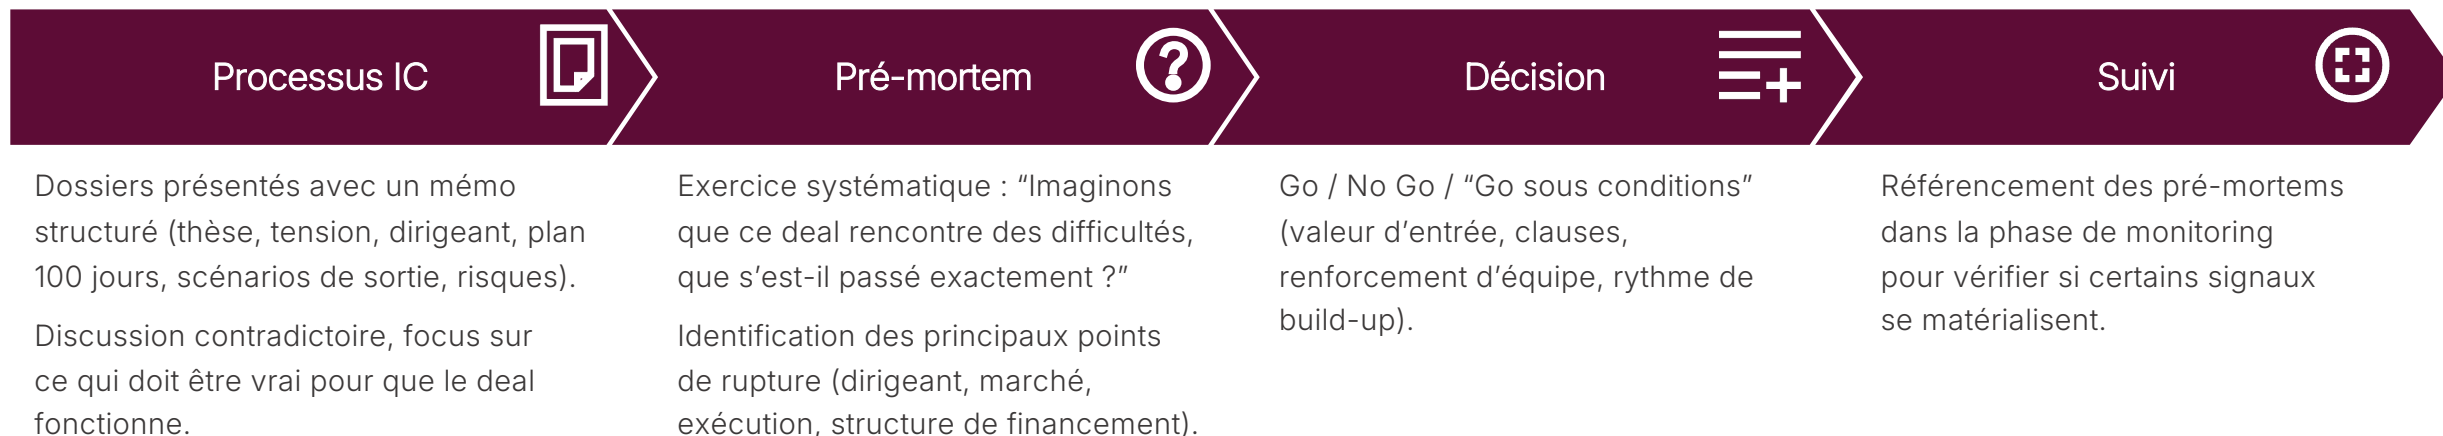 Processus IC
Dossiers présentés avec un mémo
structuré (thèse, tension, dirigeant, plan
100 jours, scénarios de sortie, risques).
Discussion contradictoire, focus sur
ce qui doit être vrai pour que le deal
fonctionne.
Pré-mortem
Exercice systématique : “Imaginons
que ce deal rencontre des difficultés,
que s’est-il passé exactement ?”
Identification des principaux points
de rupture (dirigeant, marché,
exécution, structure de financement).
Décision
Go / No Go / “Go sous conditions”
(valeur d’entrée, clauses,
renforcement d’équipe, rythme de
build-up).
Suivi
Référencement des pré-mortems
dans la phase de monitoring
pour vérifier si certains signaux
se matérialisent.